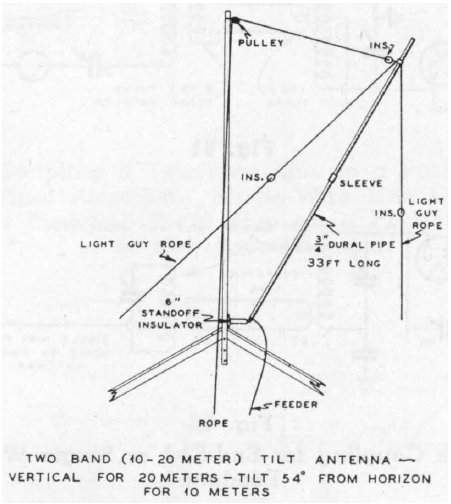 PULLEY
INS.
INS.
SLEEVE
INS.
LIGHT
GUY
ROPE
3/4" DURAL PIPE
33FT LONG
LIGHT GUY ROPE
6"
STANDOFF
INSULATOR
FEEDER
ROPE
TWO BAND (10-20 METER) TILT ANTENNA—
VERTICAL FOR 20 METERS—TILT 54° FROM HORIZON
FOR 10 METERS